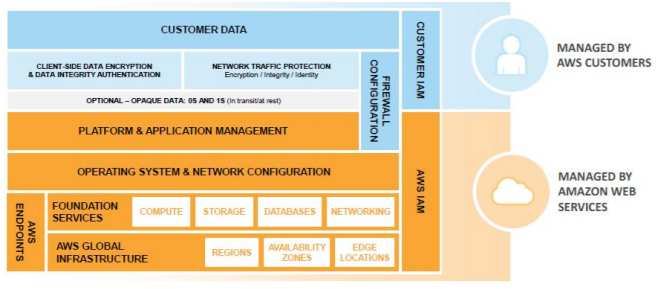 CUSTOMER DATA
CLIENT-SIDE DATA ENCRYPTION
& DATA INTEGRITY AUTHENTICATION
NETWORK TRAFFIC PROTECTION
Encryption / Integrity / Identity
OPTIONAL – OPAQUE DATA: 0S AND 1S (In transit/at rest)
FIREWALL
CONFIGURATION
CUSTOMER IAM
MANAGED BY
AWS CUSTOMERS
PLATFORM & APPLICATION MANAGEMENT
OPERATING SYSTEM & NETWORK CONFIGURATION
AWS
ENDPOINTS
FOUNDATION
SERVICES
COMPUTE
STORAGE
DATABASES
NETWORKING
AWS GLOBAL
INFRASTRUCTURE
REGIONS
AVAILABILITY
ZONES
EDGE
LOCATIONS
AWS IAM
MANAGED BY
AMAZON WEB
SERVICES